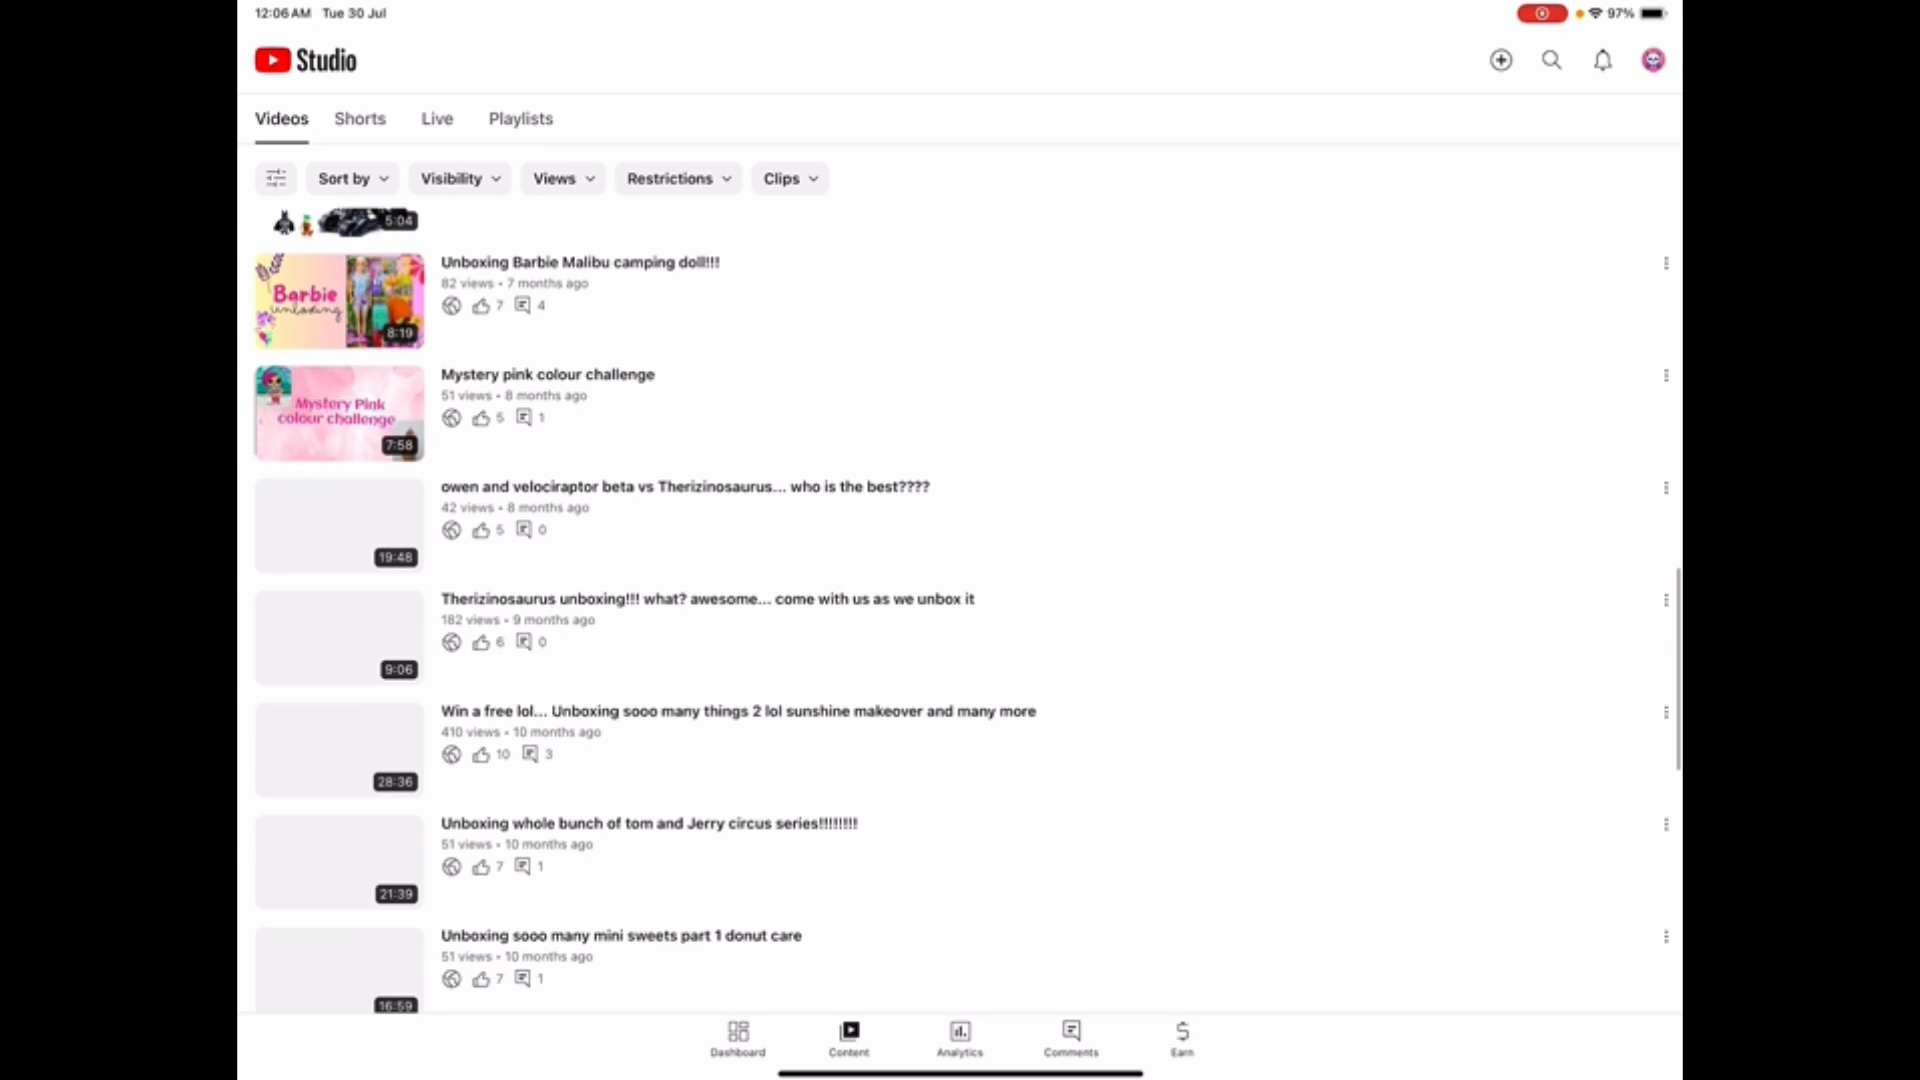 12:06 AM Tue 30 Jul
97%
Studio
Videos Shorts Live Playlists
Sort by Visibility Views Restrictions Clips
5:04
Barbie
unboxing
8:19
Unboxing Barbie Malibu camping doll!!!
82 views • 7 months ago
7 4
Mystery Pink
colour challenge
7:58
Mystery pink colour challenge
51 views • 8 months ago
5 1
19:48
owen and velociraptor beta vs Therizinosaurus... who is the best????
42 views • 8 months ago
5 0
9:06
Therizinosaurus unboxing!!! what? awesome... come with us as we unbox it
182 views • 9 months ago
6 0
28:36
Win a free lol... Unboxing sooo many things 2 lol sunshine makeover and many more
410 views • 10 months ago
10 3
21:39
Unboxing whole bunch of tom and Jerry circus series!!!!!!!!
51 views • 10 months ago
7 1
16:59
Unboxing sooo many mini sweets part 1 donut care
51 views • 10 months ago
7 1
Dashboard Content Analytics Comments Earn